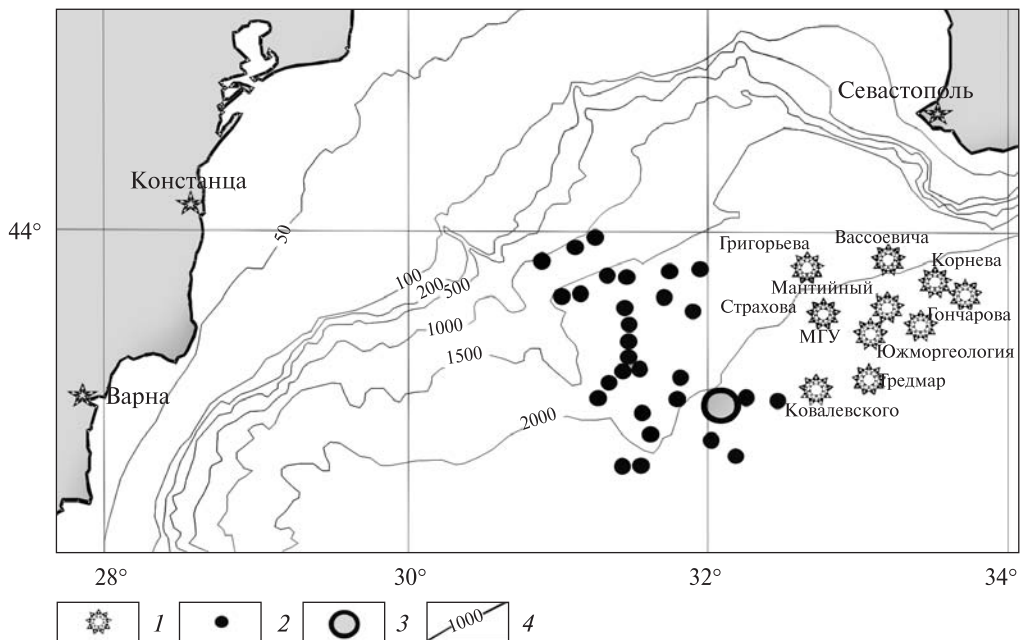 Севастополь
Констанца
44°
50
Григорьева
Вассоевича
Корнева
100
200
500
Мантийный
Страхова
Гончарова
1000
МГУ
Южморгеология
1500
Тредмар
Варна
2000
Ковалевского
28°
30°
32°
34°
1
2
3
1000
4